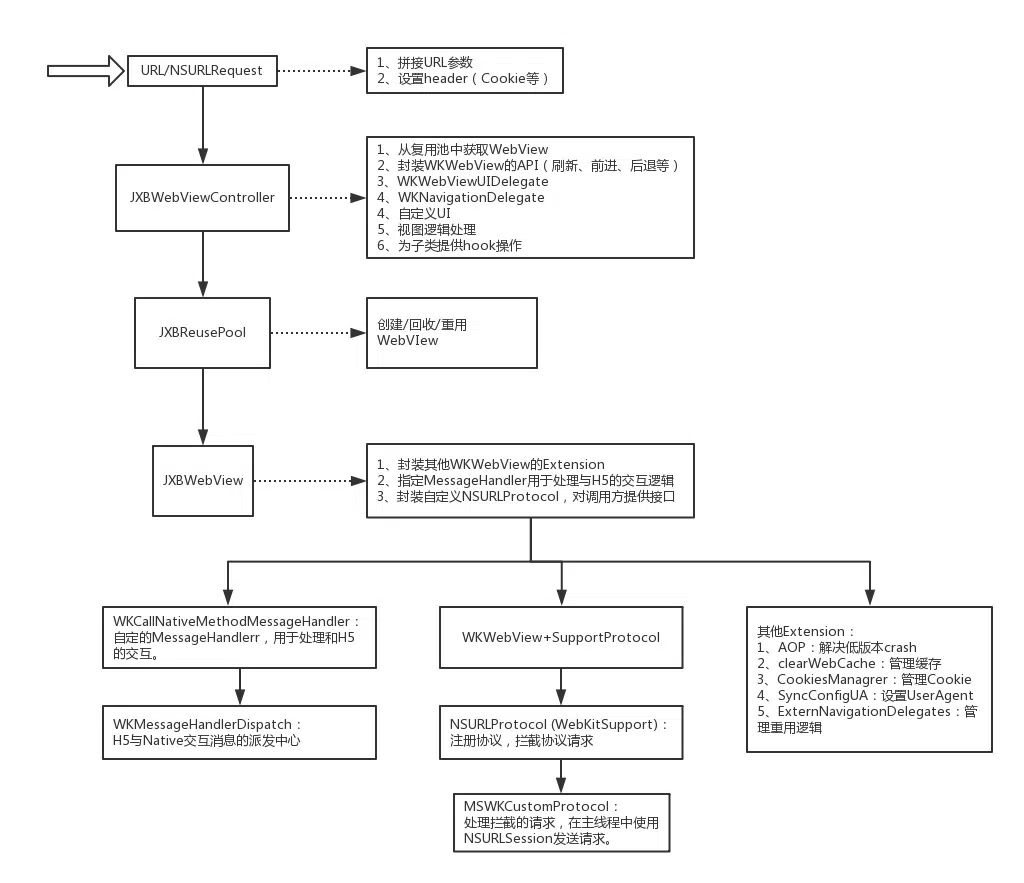 URL/NSURLRequest
1、拼接URL参数
2、设置header（Cookie等）
JXBWebViewController
1、从复用池中获取WebView
2、封装WKWebView的API（刷新、前进、后退等）
3、WKWebViewUIDelegate
4、WKNavigationDelegate
4、自定义UI
5、视图逻辑处理
6、为子类提供hook操作
JXBReusePool
创建/回收/重用
WebVIew
JXBWebView
1、封装其他WKWebView的Extension
2、指定MessageHandler用于处理与H5的交互逻辑
3、封装自定义NSURLProtocol，对调用方提供接口
WKCallNativeMethodMessageHandler：
自定的MessageHandlerr，用于处理和H5
的交互。
WKMessageHandlerDispatch：
H5与Native交互消息的派发中心
WKWebView+SupportProtocol
NSURLProtocol (WebKitSupport)：
注册协议，拦截协议请求
MSWKCustomProtocol：
处理拦截的请求，在主线程中使用
NSURLSession发送请求。
其他Extension：
1、AOP：解决低版本crash
2、clearWebCache：管理缓存
3、CookiesManagrer：管理Cookie
4、SyncConfigUA：设置UserAgent
5、ExternNavigationDelegates：管
理重用逻辑